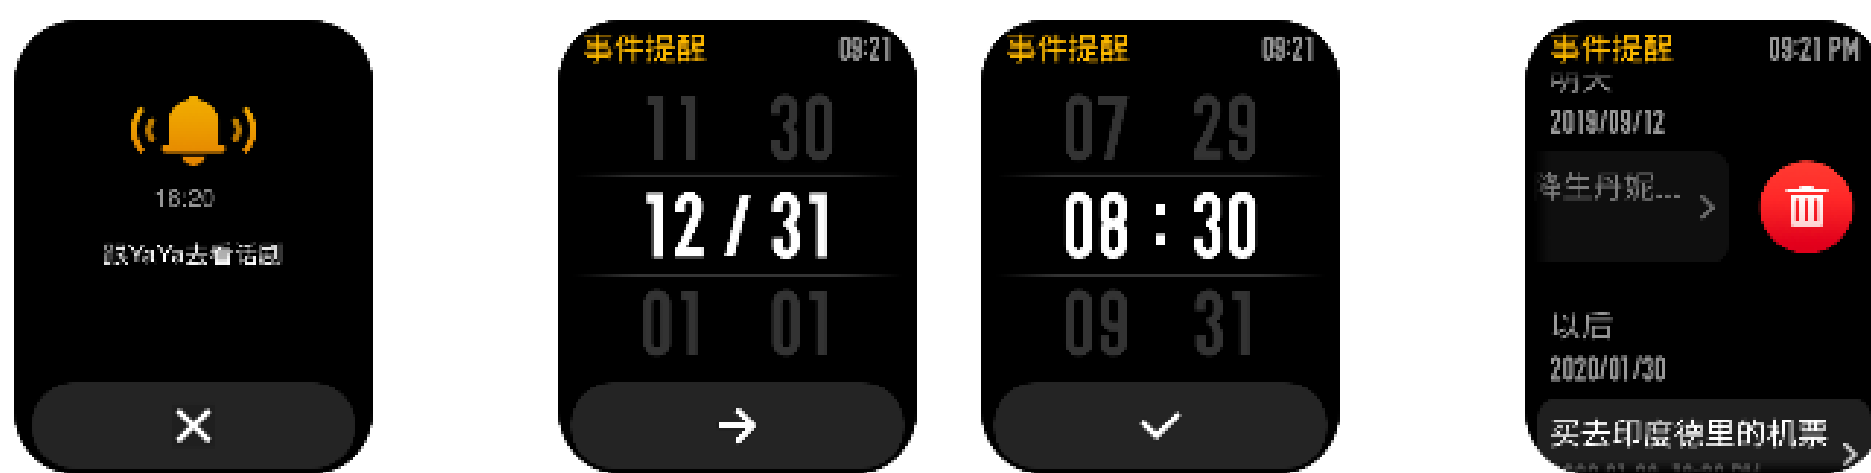 18:20
跟YaYa去看话剧
事件提醒 09:21
11 30
12 / 31
01 01
事件提醒 09:21
07 29
08 : 30
09 31
事件提醒 09:21 PM
明天
2019/09/12
降生丹妮...
以后
2020/01/30
买去印度德里的机票